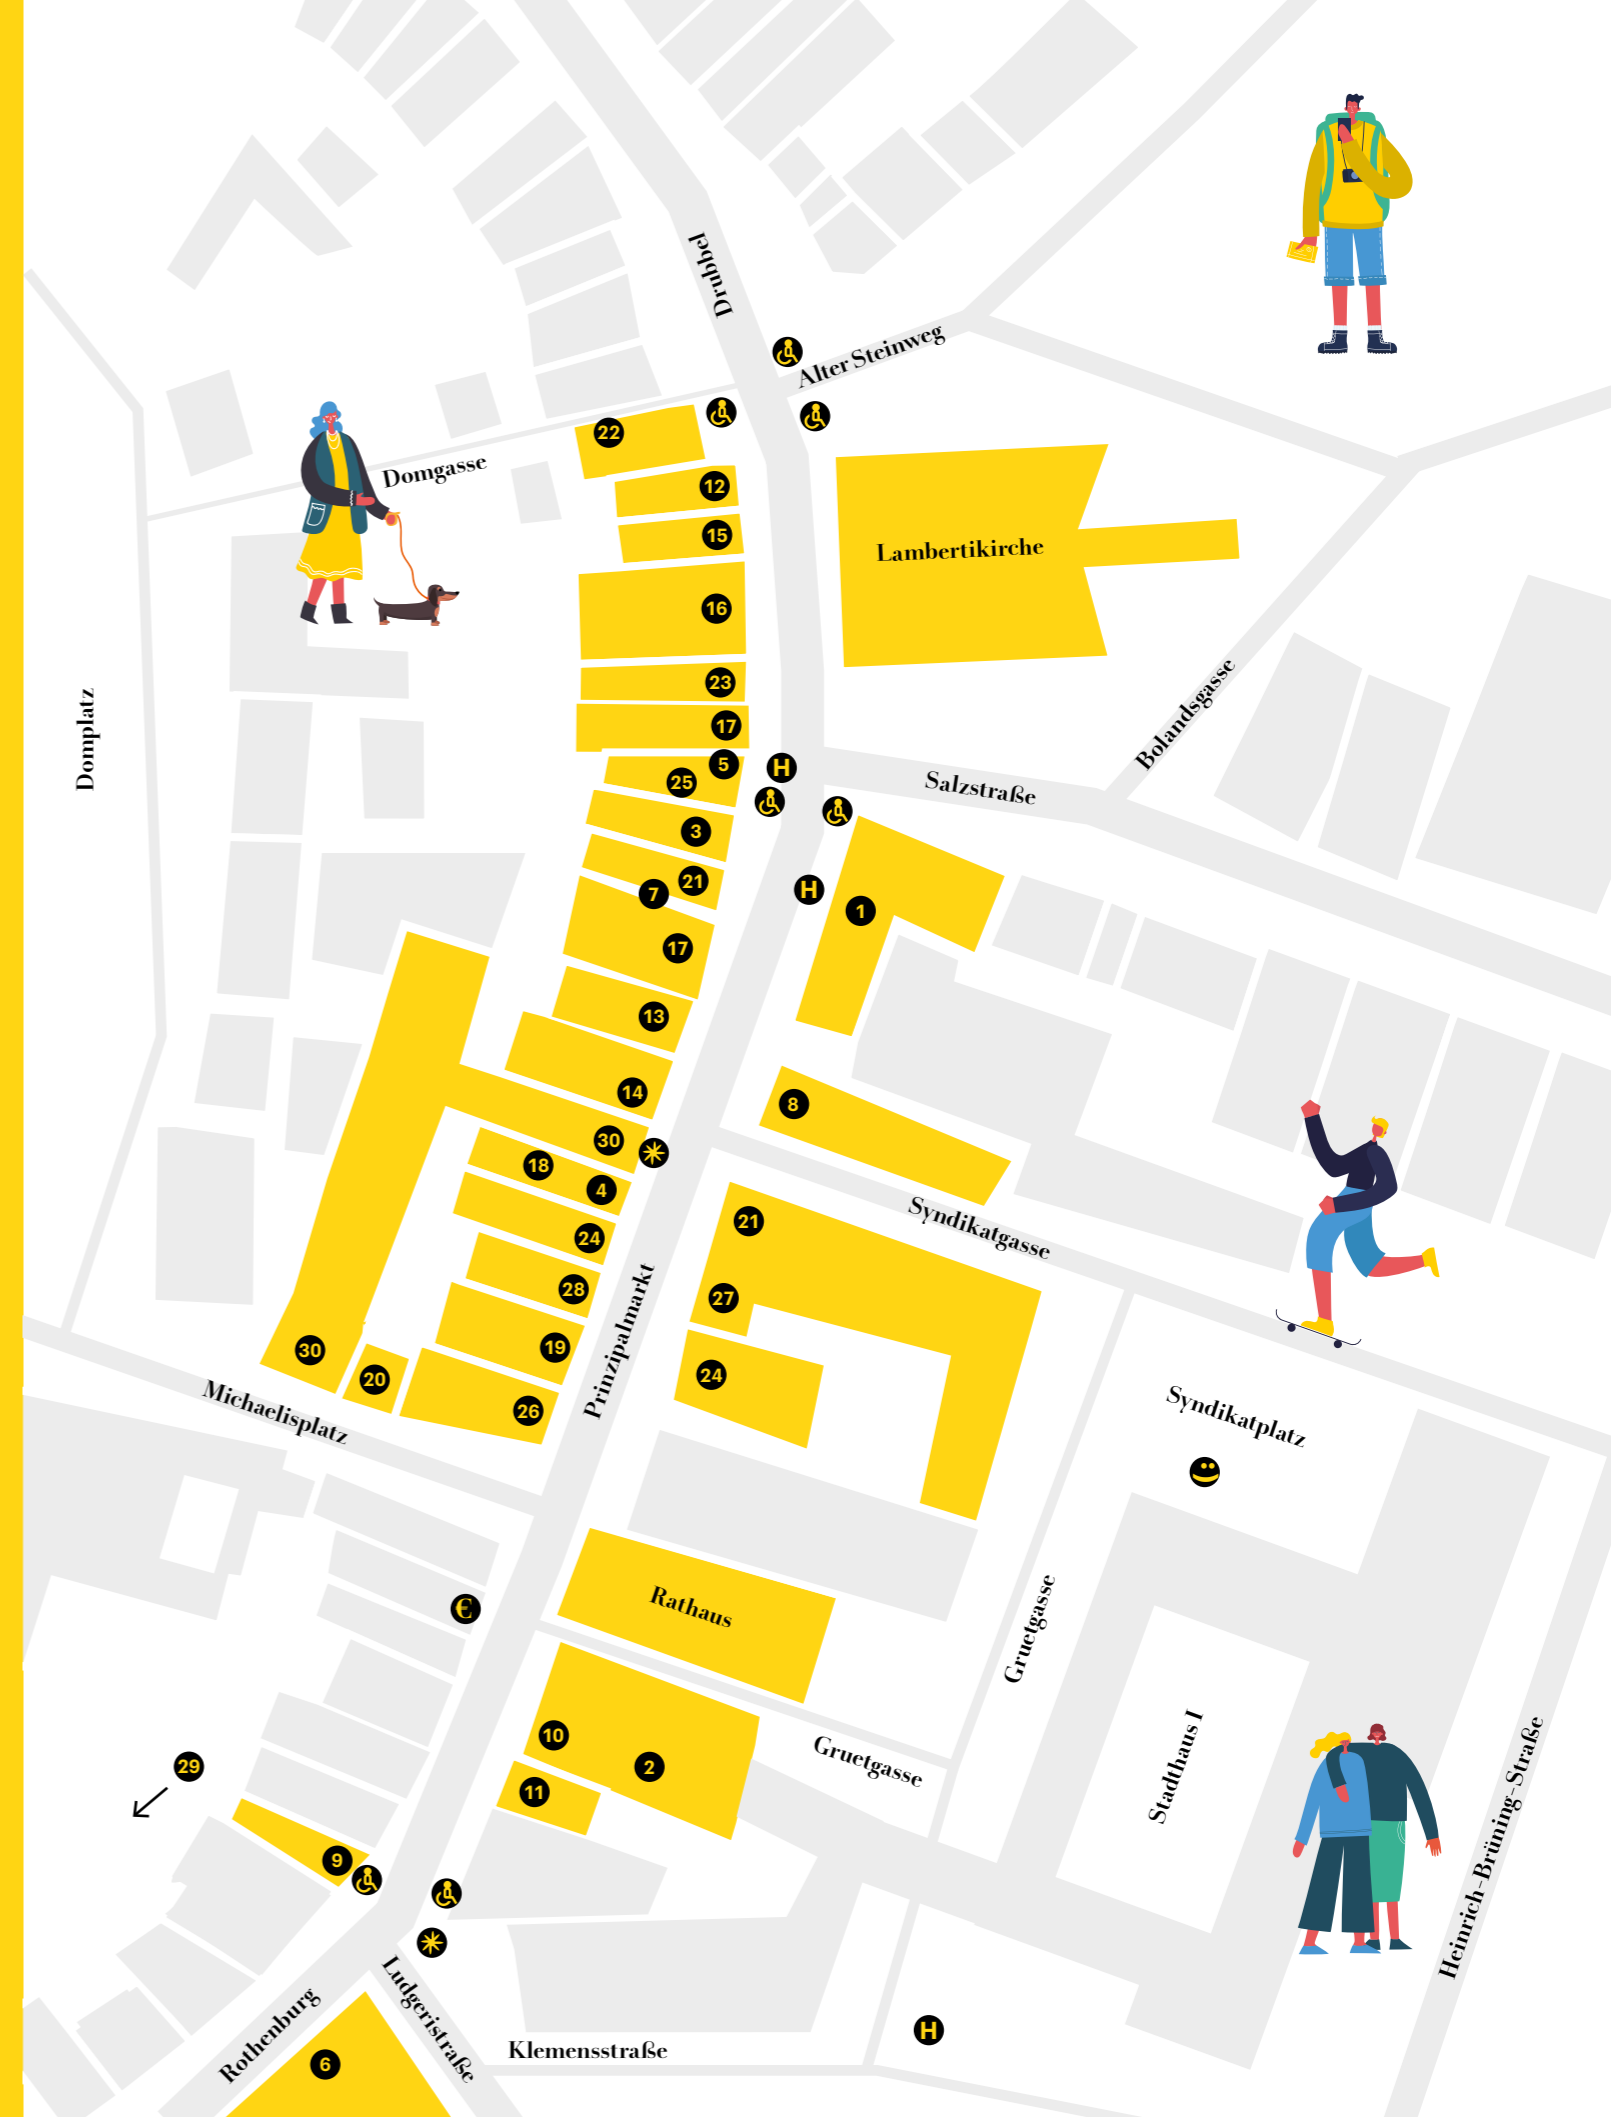 Drubbel
Alter Steinweg
22
Domgasse
12
15
Lambertikirche
16
23
17
Domplatz
Bolandsgasse
5
H
25
Salzstraße
3
21
7
H
1
17
13
14
8
30
18
4
24
21
Syndikatgasse
28
27
Prinzipalmarkt
19
30
20
24
26
Michaelisplatz
Syndikatplatz
€
Rathaus
Gruetgasse
10
29
2
Gruetgasse
11
Stadthaus I
Heinrich-Brüning-Straße
9
Ludgeristraße
Rothenburg
H
Klemensstraße
6